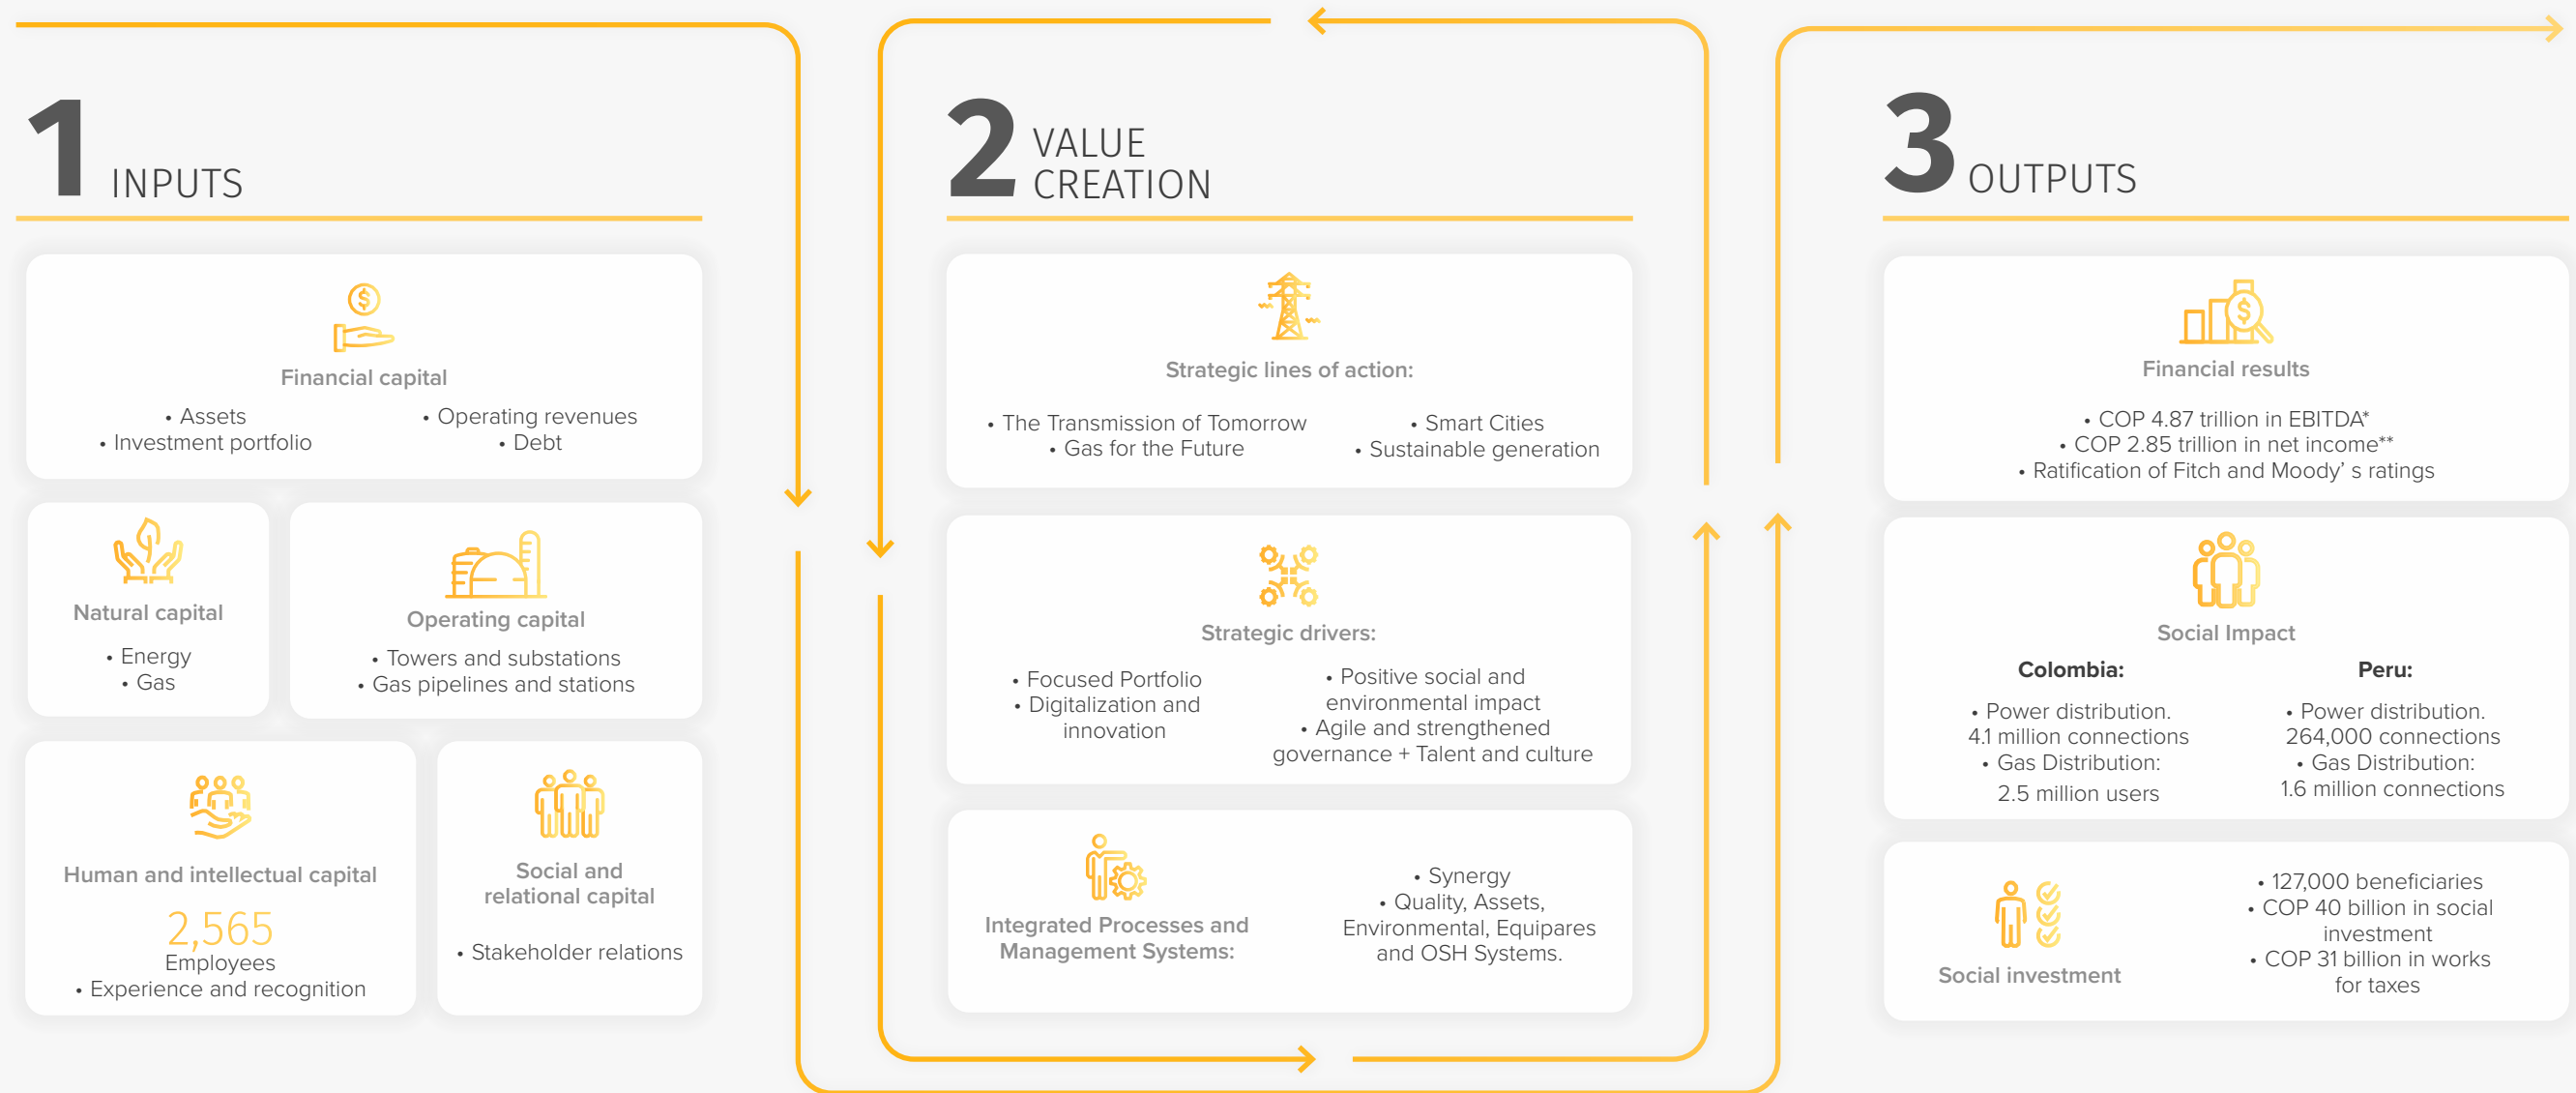 1 INPUTS
Financial capital
• Assets
• Investment portfolio
• Operating revenues
• Debt
Natural capital
• Energy
• Gas
Operating capital
• Towers and substations
• Gas pipelines and stations
Human and intellectual capital
2,565
Employees
• Experience and recognition
Social and
relational capital
• Stakeholder relations
2 VALUE
CREATION
Strategic lines of action:
• The Transmission of Tomorrow
• Gas for the Future
• Smart Cities
• Sustainable generation
Strategic drivers:
• Focused Portfolio
• Digitalization and
innovation
• Positive social and
environmental impact
• Agile and strengthened
governance + Talent and culture
Integrated Processes and
Management Systems:
• Synergy
• Quality, Assets,
Environmental, Equipares
and OSH Systems.
3 OUTPUTS
Financial results
• COP 4.87 trillion in EBITDA*
• COP 2.85 trillion in net income**
• Ratification of Fitch and Moody’ s ratings
Social Impact
Colombia:
• Power distribution.
4.1 million connections
• Gas Distribution:
2.5 million users
Peru:
• Power distribution.
264,000 connections
• Gas Distribution:
1.6 million connections
Social investment
• 127,000 beneficiaries
• COP 40 billion in social
investment
• COP 31 billion in works
for taxes